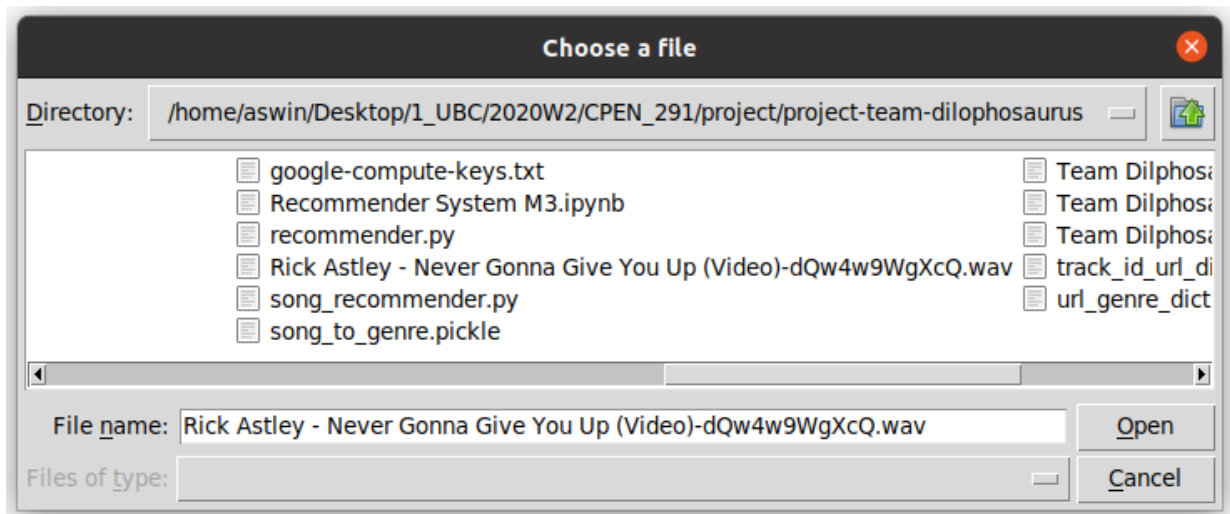 Choose a file
Directory: /home/aswin/Desktop/1_UBC/2020W2/CPEN_291/project/project-team-dilophosaurus
google-compute-keys.txt Team Dilphosa
Recommender System M3.ipynb Team Dilphosa
recommender.py Team Dilphosa
Rick Astley - Never Gonna Give You Up (Video)-dQw4w9WgXcQ.wav track_id_url_di
song_recommender.py url_genre_dict
song_to_genre.pickle
File name: Rick Astley - Never Gonna Give You Up (Video)-dQw4w9WgXcQ.wav Open
Files of type: Cancel